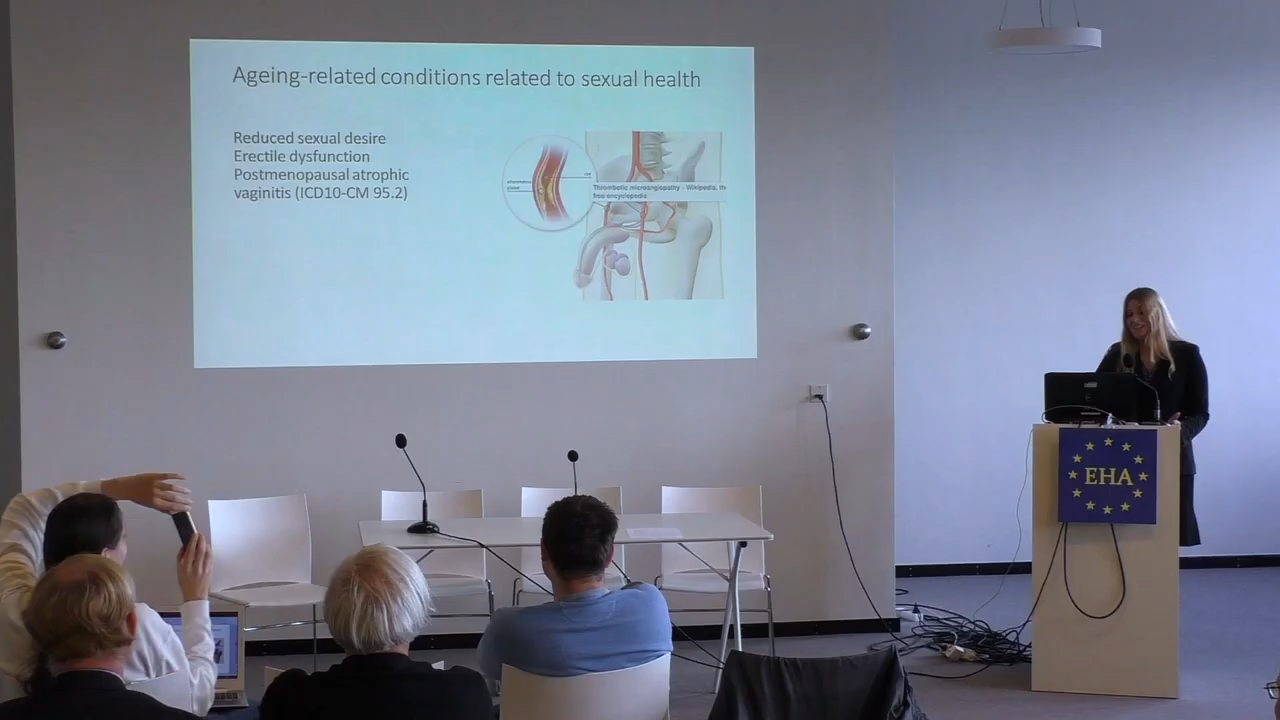 Ageing-related conditions related to sexual health
Reduced sexual desire
Erectile dysfunction
Postmenopausal atrophic
vaginitis (ICD10-CM 95.2)
Thrombotic microangiopathy - Wikipedia, th
free encyclopedia
EHA